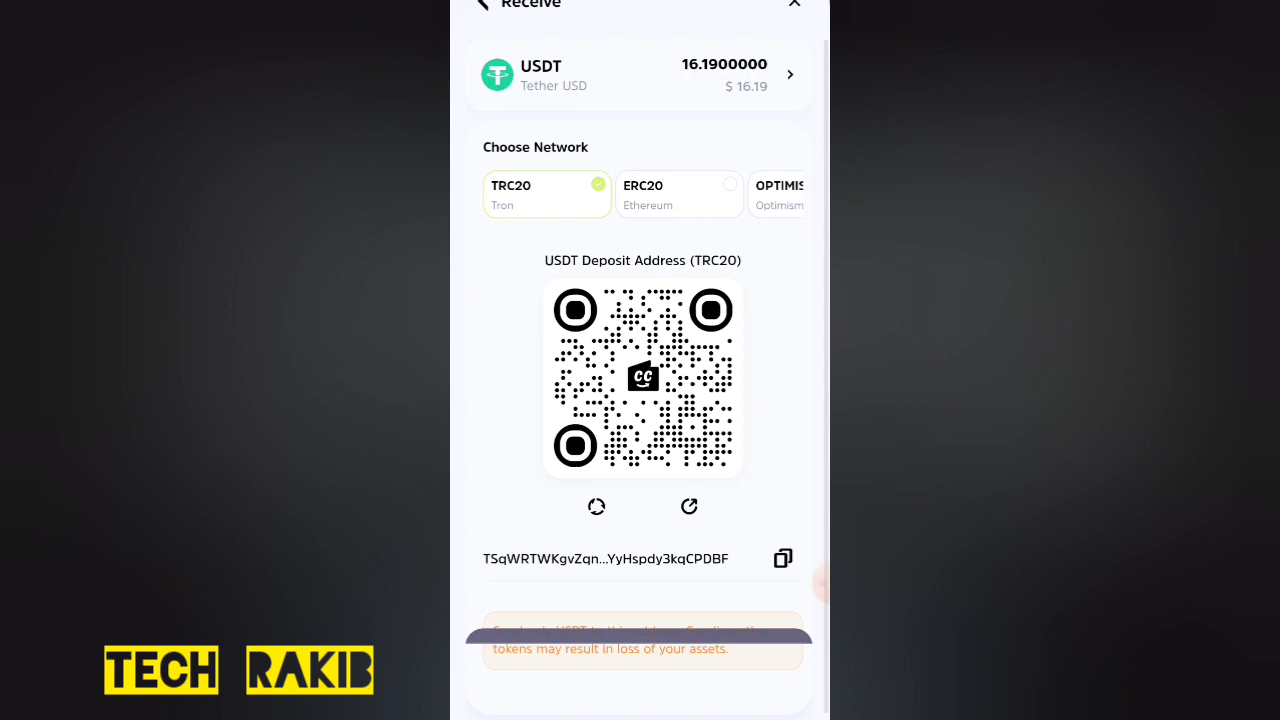 Receive
USDT
Tether USD
16.1900000
$ 16.19
Choose Network
TRC20
Tron
ERC20
Ethereum
OPTIMIS
Optimism
USDT Deposit Address (TRC20)
CC
TSqWRTWKgvZqn...YyHspdy3kqCPDBF
tokens may result in loss of your assets.
TECH RAKIB